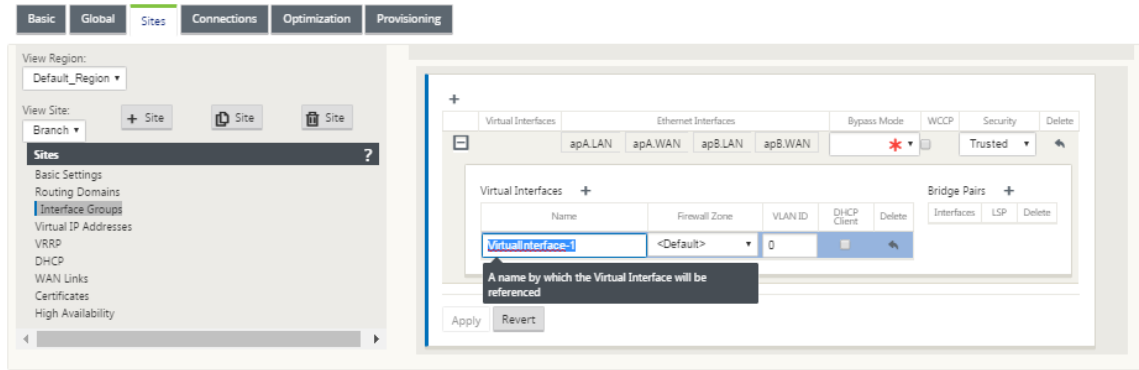 Basic Global Sites Connections Optimization Provisioning
View Region:
Default_Region
View Site:
Branch
+ Site Site Site
Sites ?
Basic Settings
Routing Domains
Interface Groups
Virtual IP Addresses
VRRP
DHCP
WAN Links
Certificates
High Availability
+
Virtual Interfaces Ethernet Interfaces Bypass Mode WCCP Security Delete
apA.LAN apA.WAN apB.LAN apB.WAN Trusted
Virtual Interfaces +
Name Firewall Zone VLAN ID DHCP Client Delete
VirtualInterface-1 <Default> 0
A name by which the Virtual Interface will be
referenced
Bridge Pairs +
Interfaces LSP Delete
Apply Revert